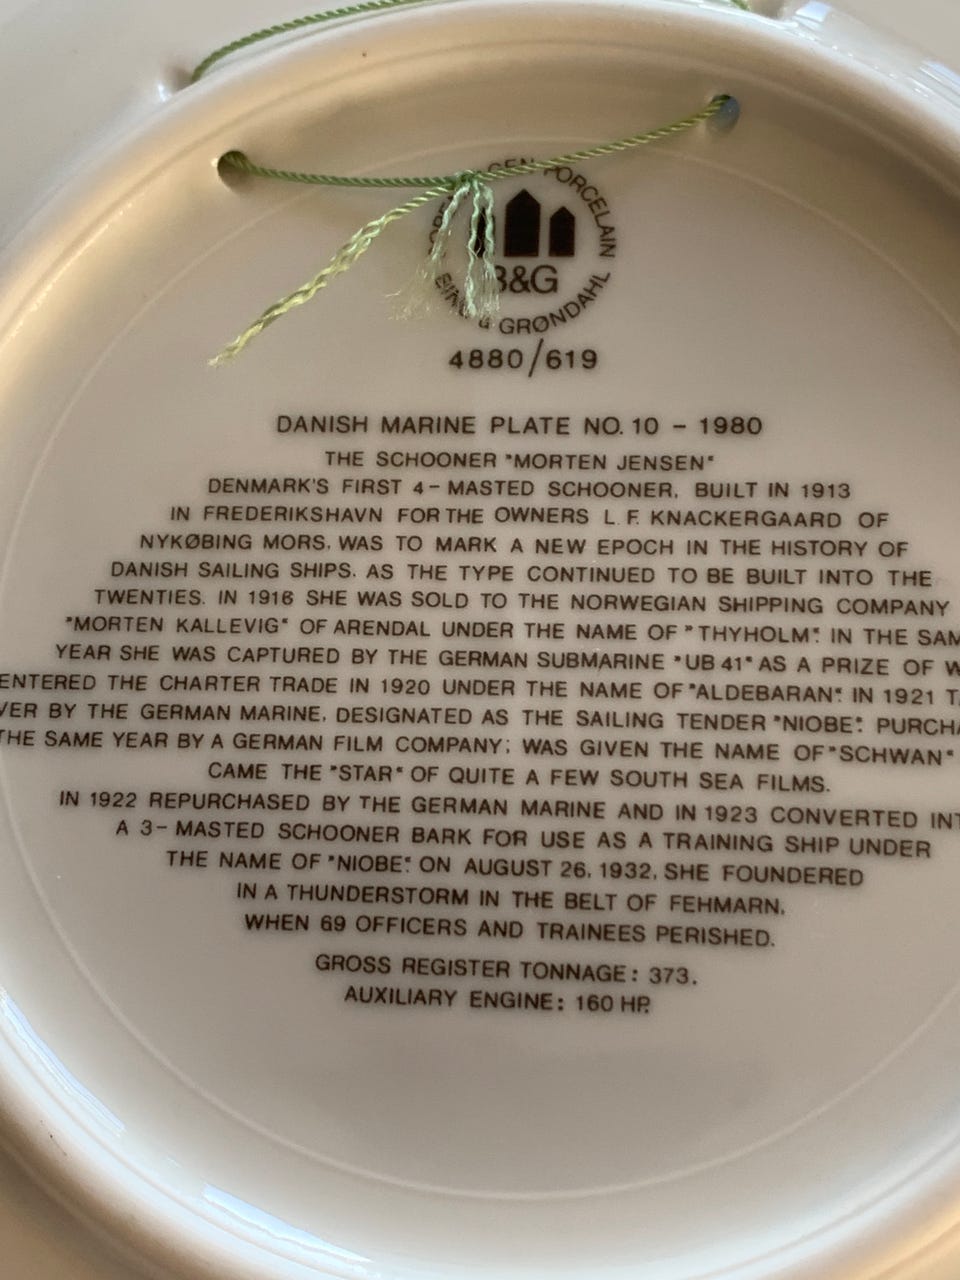 GEN PORCELAIN
B&G
BING & GRØNDAHL
4880/619
DANISH MARINE PLATE NO. 10 - 1980
THE SCHOONER "MORTEN JENSEN"
DENMARK'S FIRST 4- MASTED SCHOONER, BUILT IN 1913
IN FREDERIKSHAVN FOR THE OWNERS L. F. KNACKERGAARD OF
NYKØBING MORS, WAS TO MARK A NEW EPOCH IN THE HISTORY OF
DANISH SAILING SHIPS, AS THE TYPE CONTINUED TO BE BUILT INTO THE
TWENTIES. IN 1916 SHE WAS SOLD TO THE NORWEGIAN SHIPPING COMPANY
"MORTEN KALLEVIG" OF ARENDAL UNDER THE NAME OF "THYHOLM". IN THE SAM
YEAR SHE WAS CAPTURED BY THE GERMAN SUBMARINE "UB 41" AS A PRIZE OF W
ENTERED THE CHARTER TRADE IN 1920 UNDER THE NAME OF "ALDEBARAN". IN 1921 T
VER BY THE GERMAN MARINE, DESIGNATED AS THE SAILING TENDER "NIOBE". PURCHA
THE SAME YEAR BY A GERMAN FILM COMPANY; WAS GIVEN THE NAME OF "SCHWAN"
CAME THE "STAR" OF QUITE A FEW SOUTH SEA FILMS.
IN 1922 REPURCHASED BY THE GERMAN MARINE AND IN 1923 CONVERTED INT
A 3- MASTED SCHOONER BARK FOR USE AS A TRAINING SHIP UNDER
THE NAME OF "NIOBE". ON AUGUST 26, 1932, SHE FOUNDERED
IN A THUNDERSTORM IN THE BELT OF FEHMARN,
WHEN 69 OFFICERS AND TRAINEES PERISHED.
GROSS REGISTER TONNAGE: 373.
AUXILIARY ENGINE: 160 HP.